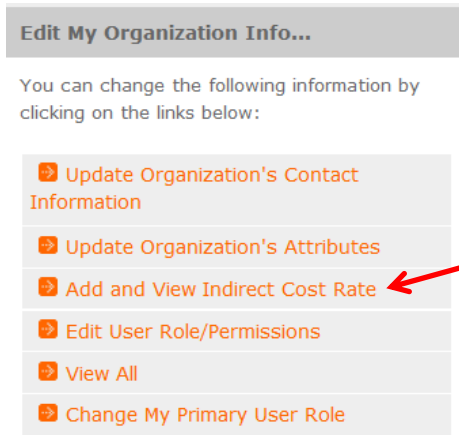 Edit My Organization Info...
You can change the following information by
clicking on the links below:
Update Organization's Contact
Information
Update Organization's Attributes
Add and View Indirect Cost Rate
Edit User Role/Permissions
View All
Change My Primary User Role